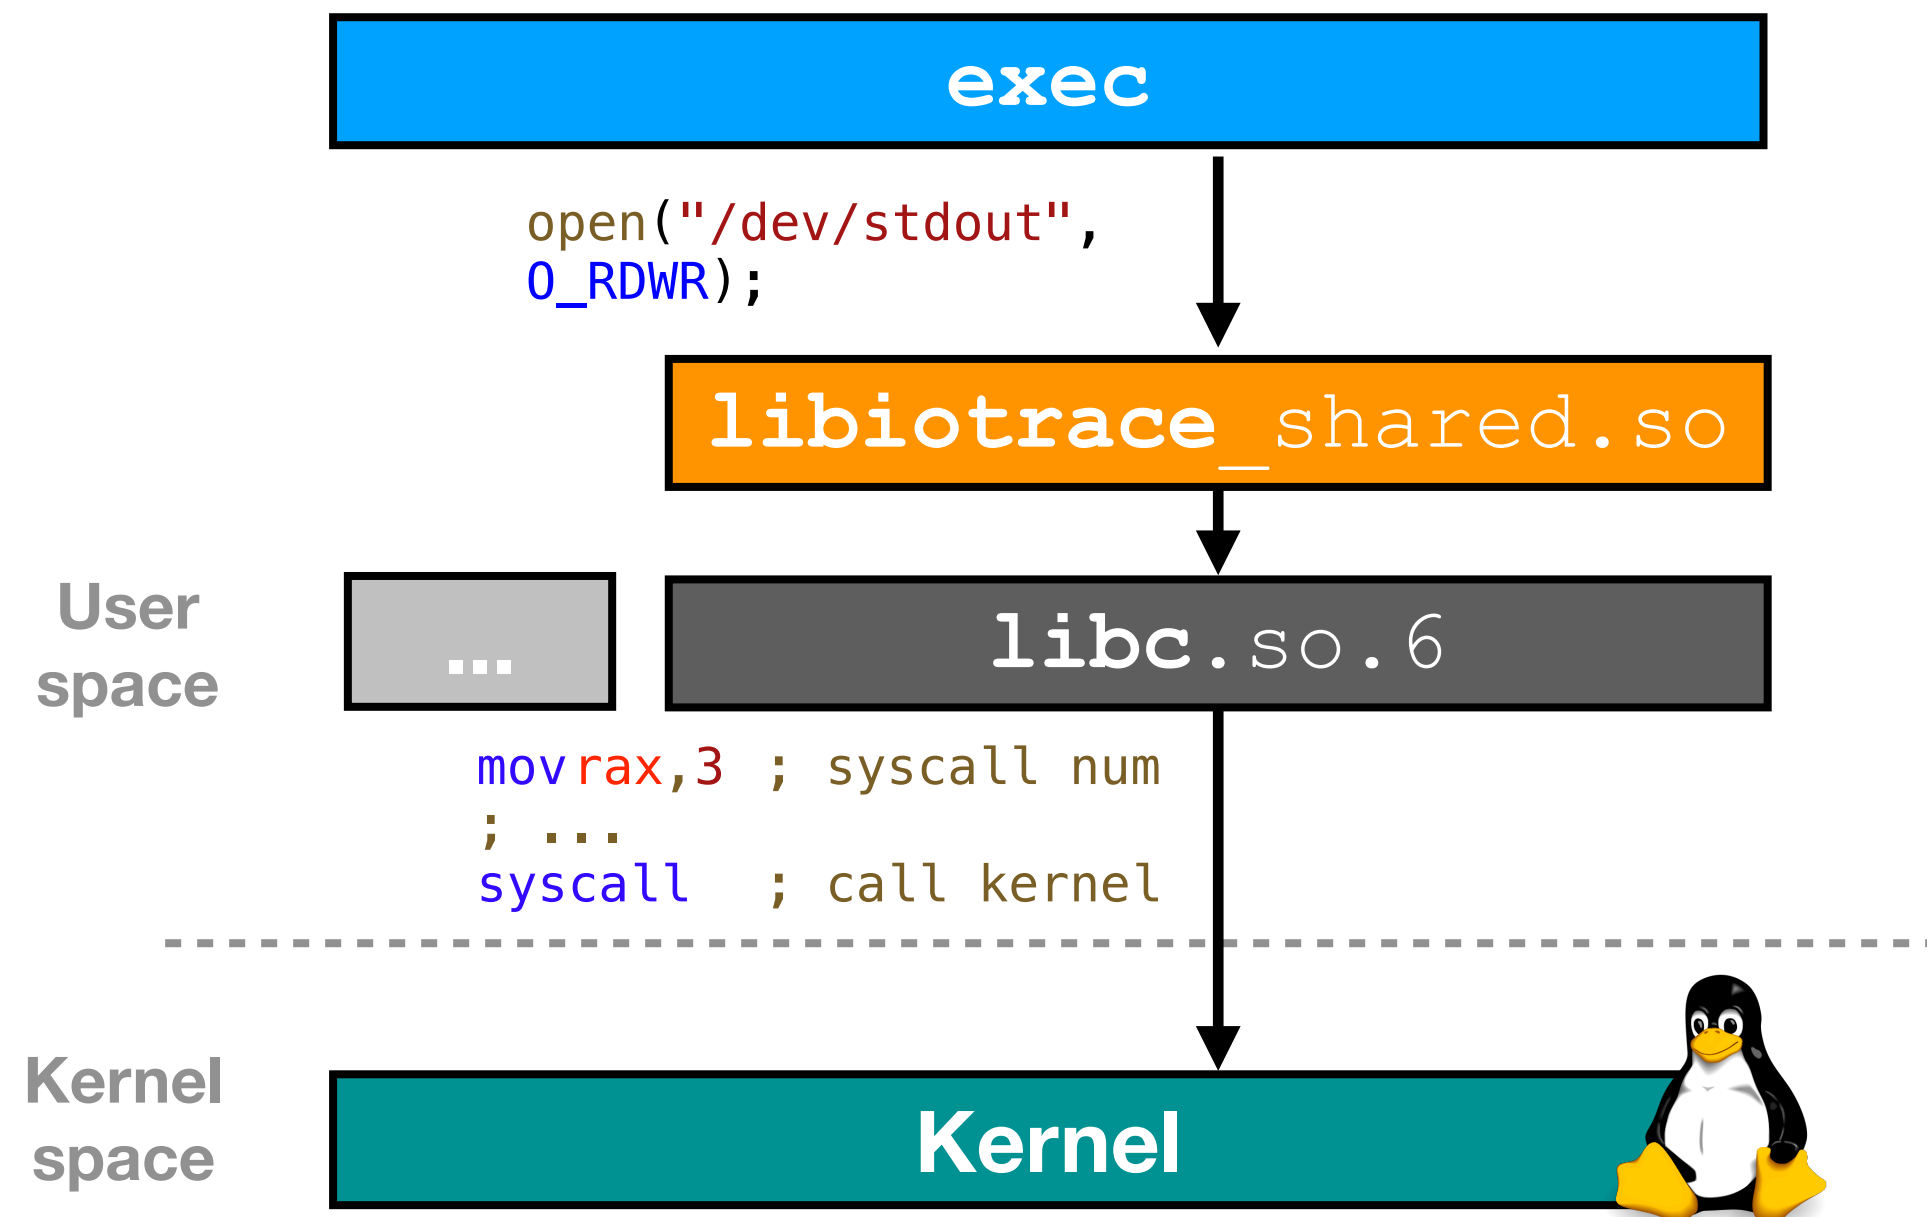 exec
open("/dev/stdout",
O_RDWR);
libiotrace_shared.so
User
space
...
libc.so.6
mov rax,3 ; syscall num
; ...
syscall ; call kernel
Kernel
space
Kernel